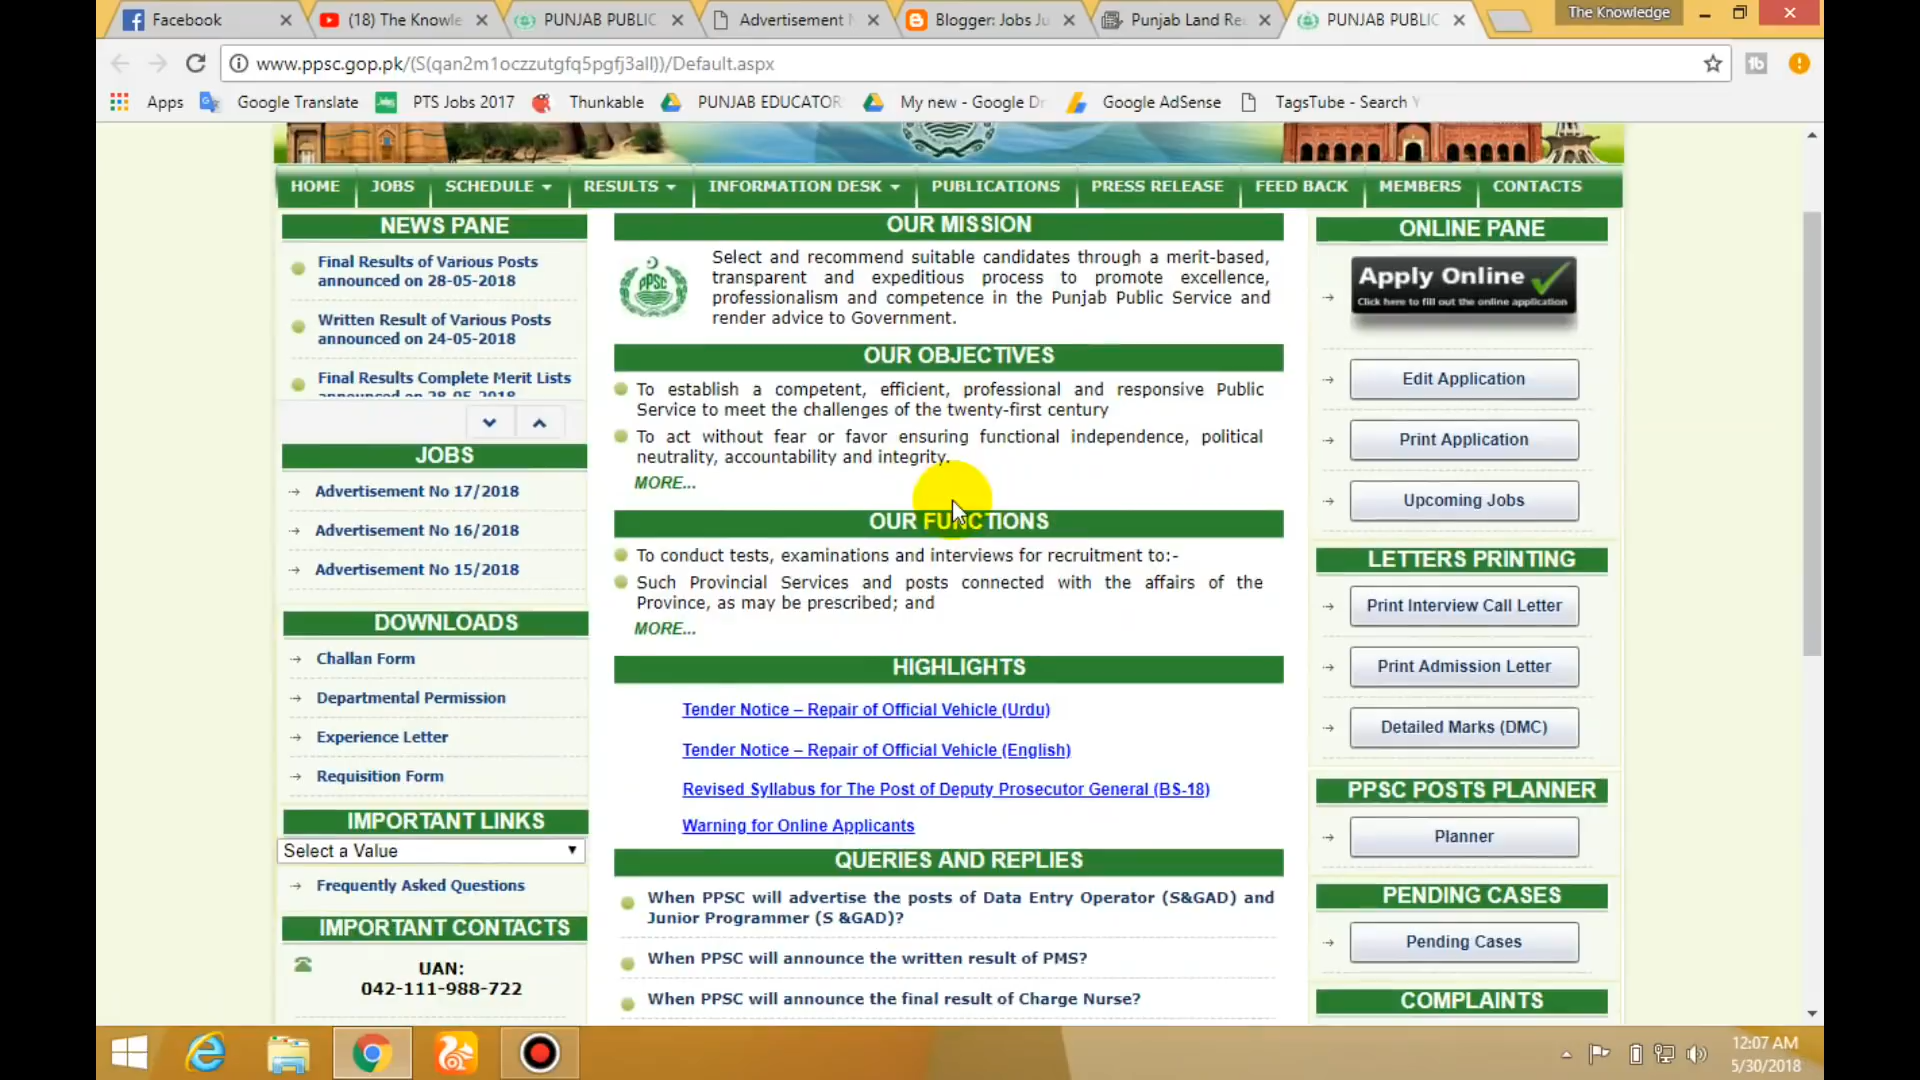 Facebook
(18) The Knowle
PUNJAB PUBLIC
Advertisement N
Blogger: Jobs Ju
Punjab Land Re
PUNJAB PUBLIC
The Knowledge
www.ppsc.gop.pk/(S(qan2m1oczzutgfq5pgfj3all))/Default.aspx
Apps
Google Translate
PTS Jobs 2017
Thunkable
PUNJAB EDUCATOR
My new - Google Dr
Google AdSense
TagsTube - Search Y
HOME
JOBS
SCHEDULE
RESULTS
INFORMATION DESK
PUBLICATIONS
PRESS RELEASE
FEED BACK
MEMBERS
CONTACTS
NEWS PANE
Final Results of Various Posts
announced on 28-05-2018
Written Result of Various Posts
announced on 24-05-2018
Final Results Complete Merit Lists
announced on 28-05-2018
JOBS
Advertisement No 17/2018
Advertisement No 16/2018
Advertisement No 15/2018
DOWNLOADS
Challan Form
Departmental Permission
Experience Letter
Requisition Form
IMPORTANT LINKS
Select a Value
Frequently Asked Questions
IMPORTANT CONTACTS
UAN:
042-111-988-722
OUR MISSION
PPSC
Select and recommend suitable candidates through a merit-based,
transparent and expeditious process to promote excellence,
professionalism and competence in the Punjab Public Service and
render advice to Government.
OUR OBJECTIVES
To establish a competent, efficient, professional and responsive Public
Service to meet the challenges of the twenty-first century
To act without fear or favor ensuring functional independence, political
neutrality, accountability and integrity.
MORE...
OUR FUNCTIONS
To conduct tests, examinations and interviews for recruitment to:-
Such Provincial Services and posts connected with the affairs of the
Province, as may be prescribed; and
MORE...
HIGHLIGHTS
Tender Notice – Repair of Official Vehicle (Urdu)
Tender Notice – Repair of Official Vehicle (English)
Revised Syllabus for The Post of Deputy Prosecutor General (BS-18)
Warning for Online Applicants
QUERIES AND REPLIES
When PPSC will advertise the posts of Data Entry Operator (S&GAD) and
Junior Programmer (S &GAD)?
When PPSC will announce the written result of PMS?
When PPSC will announce the final result of Charge Nurse?
ONLINE PANE
Apply Online
Click here to fill out the online application
Edit Application
Print Application
Upcoming Jobs
LETTERS PRINTING
Print Interview Call Letter
Print Admission Letter
Detailed Marks (DMC)
PPSC POSTS PLANNER
Planner
PENDING CASES
Pending Cases
COMPLAINTS
12:07 AM
5/30/2018